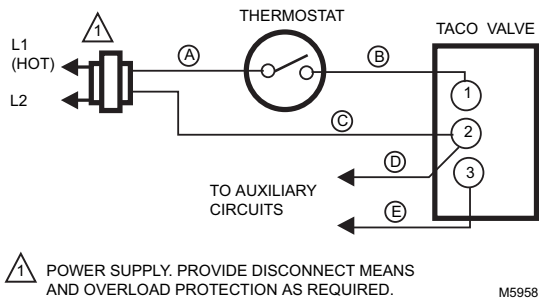 THERMOSTAT
TACO VALVE
L1
(HOT)
L2
1
A
B
C
D
E
1
2
3
TO AUXILIARY
CIRCUITS
1 POWER SUPPLY. PROVIDE DISCONNECT MEANS
AND OVERLOAD PROTECTION AS REQUIRED.
M5958